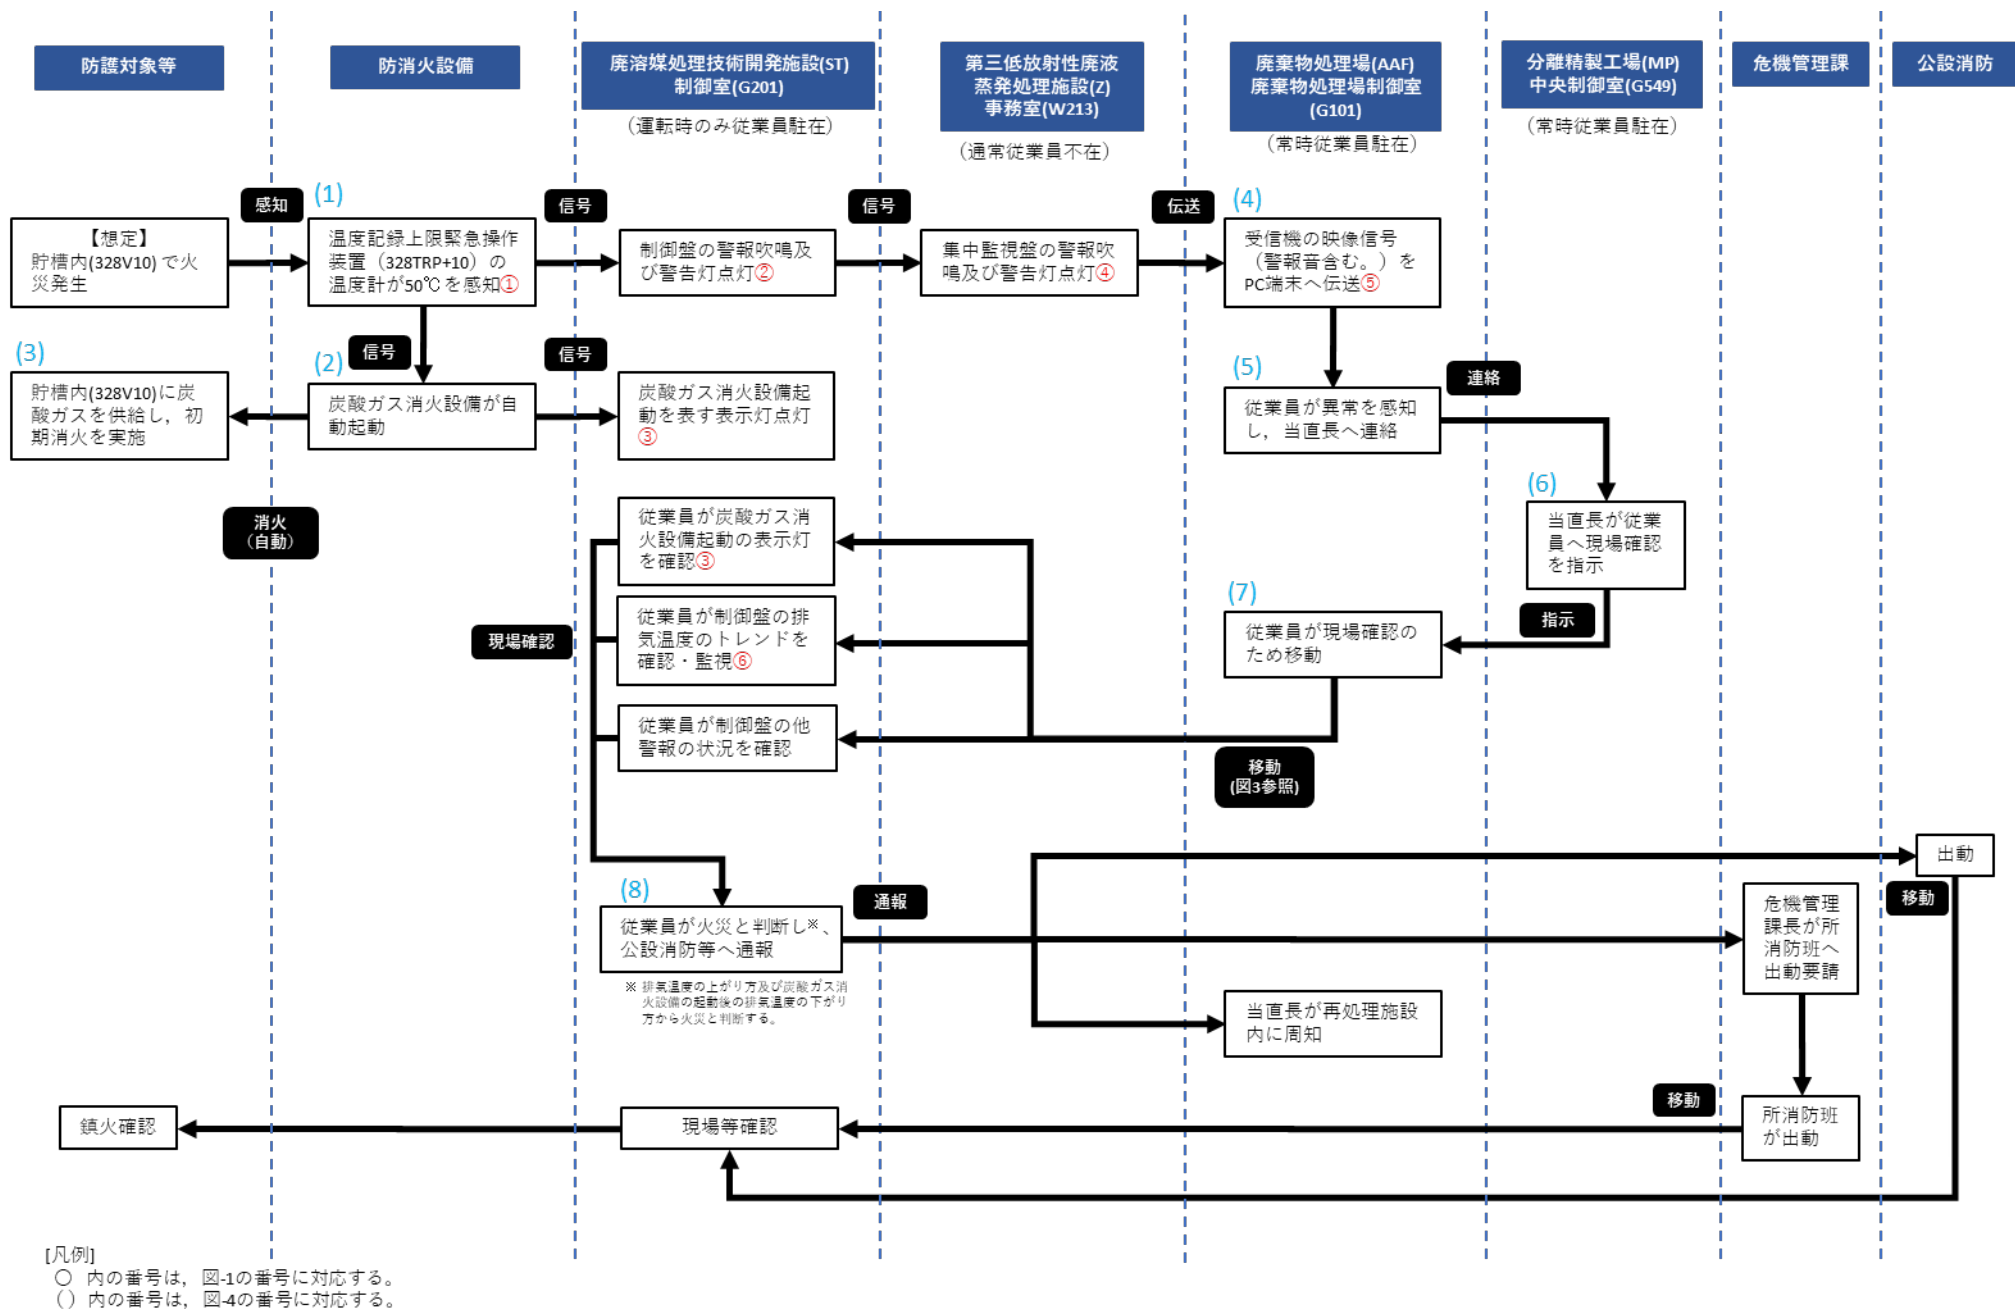 防護対象等
防消火設備
廃溶媒処理技術開発施設(ST)
制御室(G201)
（運転時のみ従業員駐在）
第三低放射性廃液
蒸発処理施設(Z)
事務室(W213)
（通常従業員不在）
廃棄物処理場(AAF)
廃棄物処理場制御室
(G101)
（常時従業員駐在）
分離精製工場(MP)
中央制御室(G549)
（常時従業員駐在）
危機管理課
公設消防
【想定】
貯槽内(328V10) で火
災発生
感知
(1)
温度記録上限緊急操作
装置（328TRP+10）の
温度計が50℃を感知①
信号
制御盤の警報吹鳴及
び警告灯点灯②
信号
集中監視盤の警報吹
鳴及び警告灯点灯④
伝送
(4)
受信機の映像信号
（警報音含む。）を
PC端末へ伝送⑤
(3)
貯槽内(328V10)に炭
酸ガスを供給し，初
期消火を実施
信号
(2)
炭酸ガス消火設備が自
動起動
信号
炭酸ガス消火設備起
動を表す表示灯点灯
③
(5)
従業員が異常を感知
し，当直長へ連絡
連絡
消火
（自動）
従業員が炭酸ガス消
火設備起動の表示灯
を確認③
(6)
当直長が従業
員へ現場確認
を指示
指示
現場確認
従業員が制御盤の排
気温度のトレンドを
確認・監視⑥
(7)
従業員が現場確認の
ため移動
従業員が制御盤の他
警報の状況を確認
移動
(図3参照)
出動
移動
(8)
従業員が火災と判断し※、
公設消防等へ通報
通報
※ 排気温度の上がり方及び炭酸ガス消
火設備の起動後の排気温度の下がり
方から火災と判断する。
危機管理
課長が所
消防班へ
出動要請
当直長が再処理施設
内に周知
鎮火確認
現場等確認
移動
所消防班
が出動
[凡例]
○ 内の番号は，図-1の番号に対応する。
( ) 内の番号は，図-4の番号に対応する。